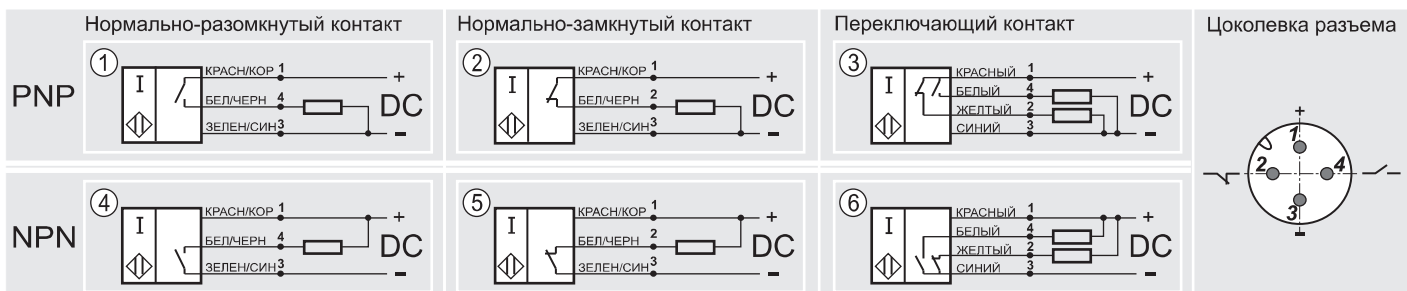 Нормально-разомкнутый контакт
Нормально-замкнутый контакт
Переключающий контакт
Цоколевка разъема
PNP
1
I
КРАСН/КОР 1
+
БЕЛ/ЧЕРН 4
DC
ЗЕЛЕН/СИН 3
-
2
I
КРАСН/КОР 1
+
БЕЛ/ЧЕРН 2
DC
ЗЕЛЕН/СИН 3
-
3
I
КРАСНЫЙ 1
+
БЕЛЫЙ 4
ЖЕЛТЫЙ 2
DC
СИНИЙ 3
-
NPN
4
I
КРАСН/КОР 1
+
БЕЛ/ЧЕРН 4
DC
ЗЕЛЕН/СИН 3
-
5
I
КРАСН/КОР 1
+
БЕЛ/ЧЕРН 2
DC
ЗЕЛЕН/СИН 3
-
6
I
КРАСНЫЙ 1
+
БЕЛЫЙ 4
ЖЕЛТЫЙ 2
DC
СИНИЙ 3
-
+
1
2
4
3
-